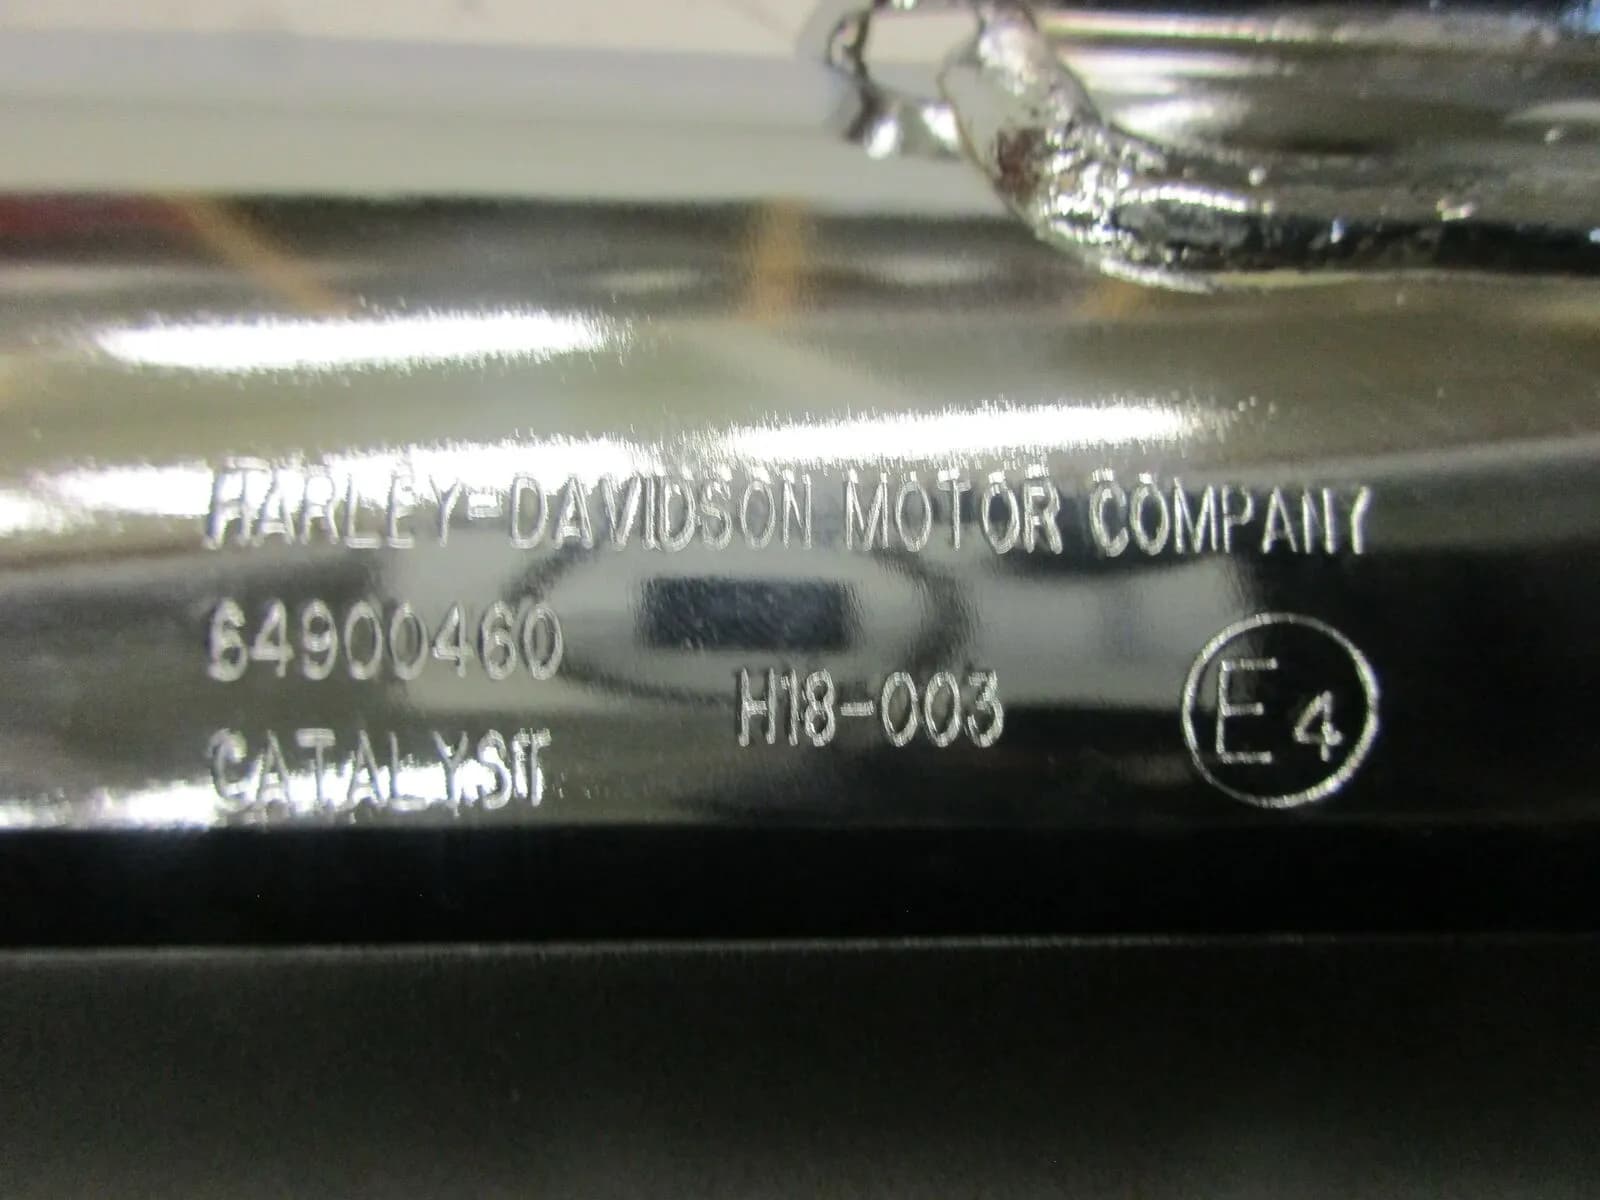 HARLEY-DAVIDSON MOTOR COMPANY
64900460
H18-003
E4
CATALYST